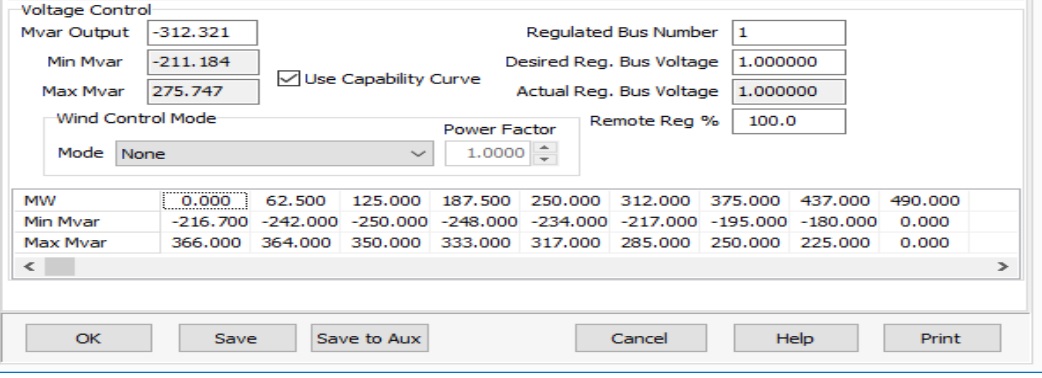 Voltage Control
Mvar Output -312.321 Regulated Bus Number 1
Min Mvar -211.184 Desired Reg. Bus Voltage 1.000000
Use Capability Curve
Max Mvar 275.747 Actual Reg. Bus Voltage 1.000000
Wind Control Mode Power Factor Remote Reg % 100.0
Mode None 1.0000
MW 0.000 62.500 125.000 187.500 250.000 312.000 375.000 437.000 490.000
Min Mvar -216.700 -242.000 -250.000 -248.000 -234.000 -217.000 -195.000 -180.000 0.000
Max Mvar 366.000 364.000 350.000 333.000 317.000 285.000 250.000 225.000 0.000
OK Save Save to Aux Cancel Help Print